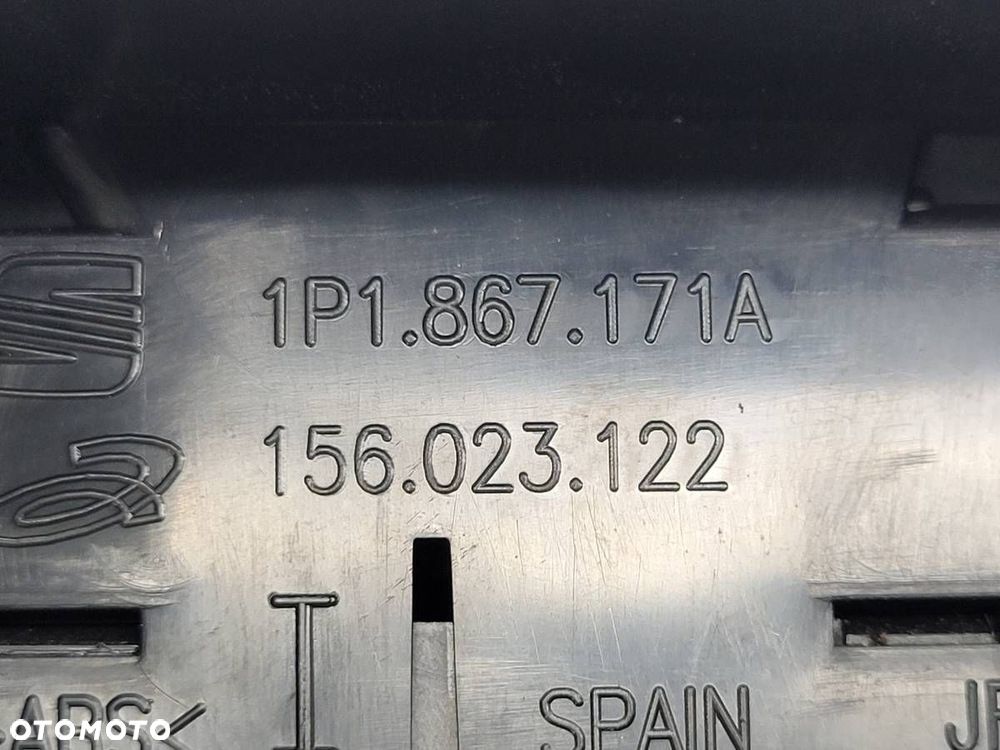 1P1.867.171A
156.023.122
I
SPAIN
OTOMOTO